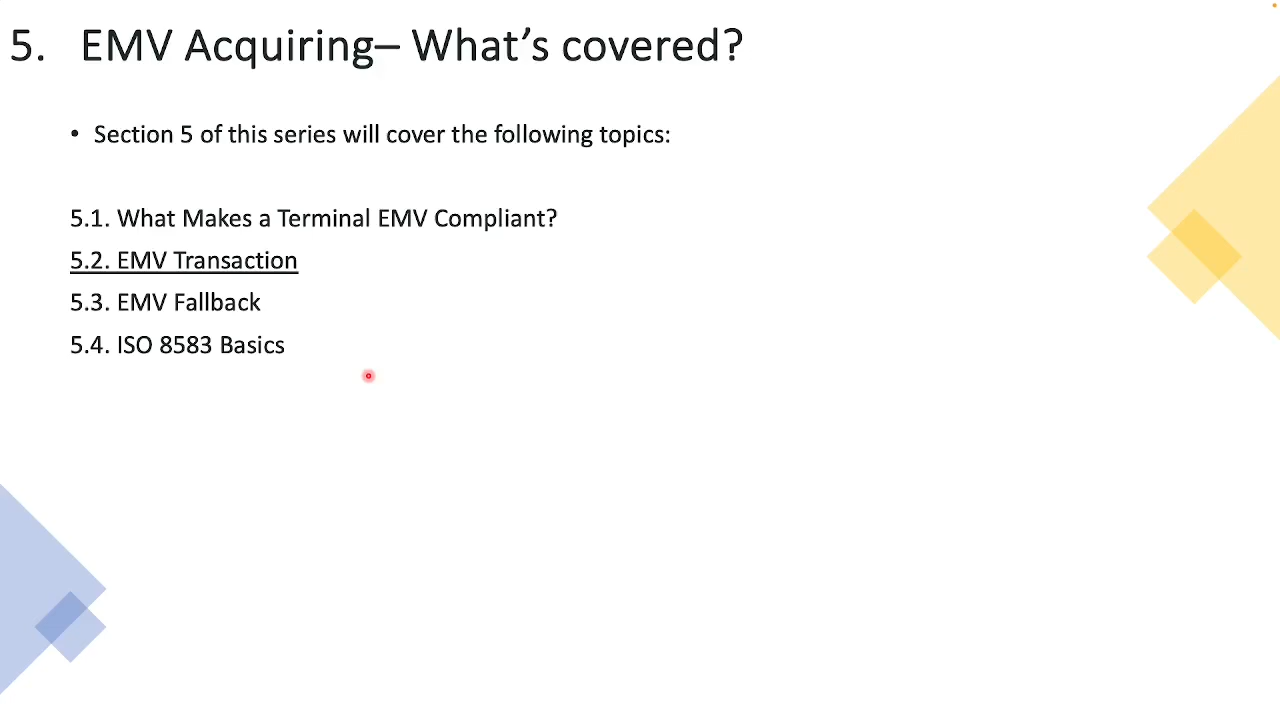 5. EMV Acquiring– What’s covered?
• Section 5 of this series will cover the following topics:
5.1. What Makes a Terminal EMV Compliant?
5.2. EMV Transaction
5.3. EMV Fallback
5.4. ISO 8583 Basics